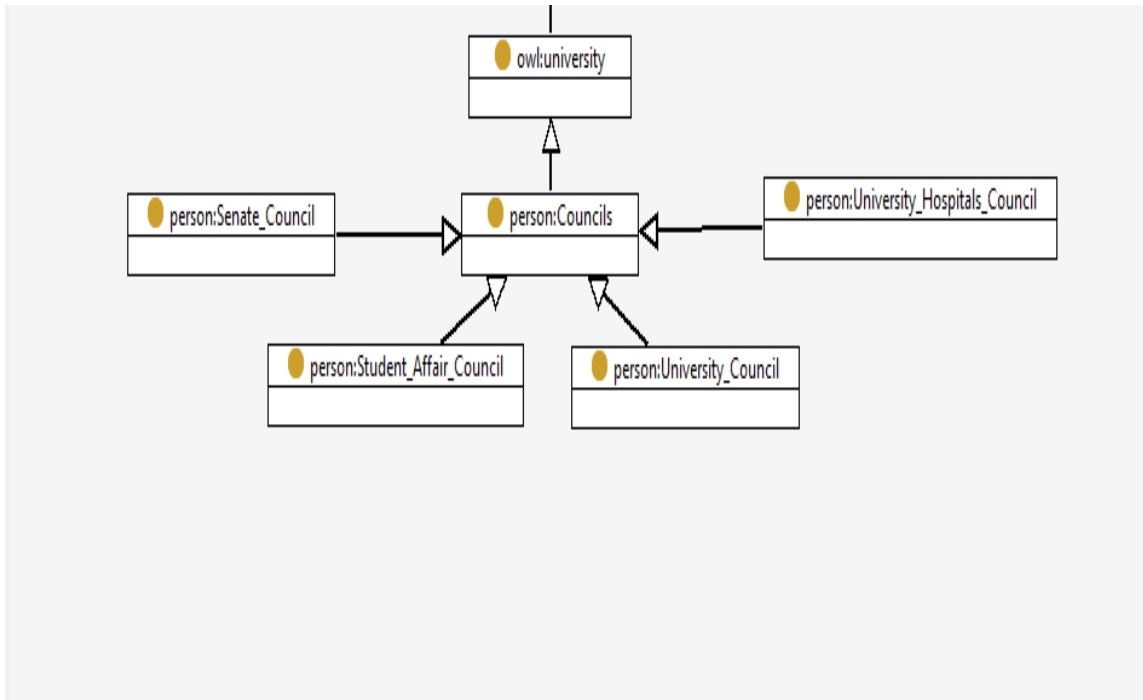 owl:university
person:Senate_Council
person:Councils
person:University_Hospitals_Council
person:Student_Affair_Council
person:University_Council